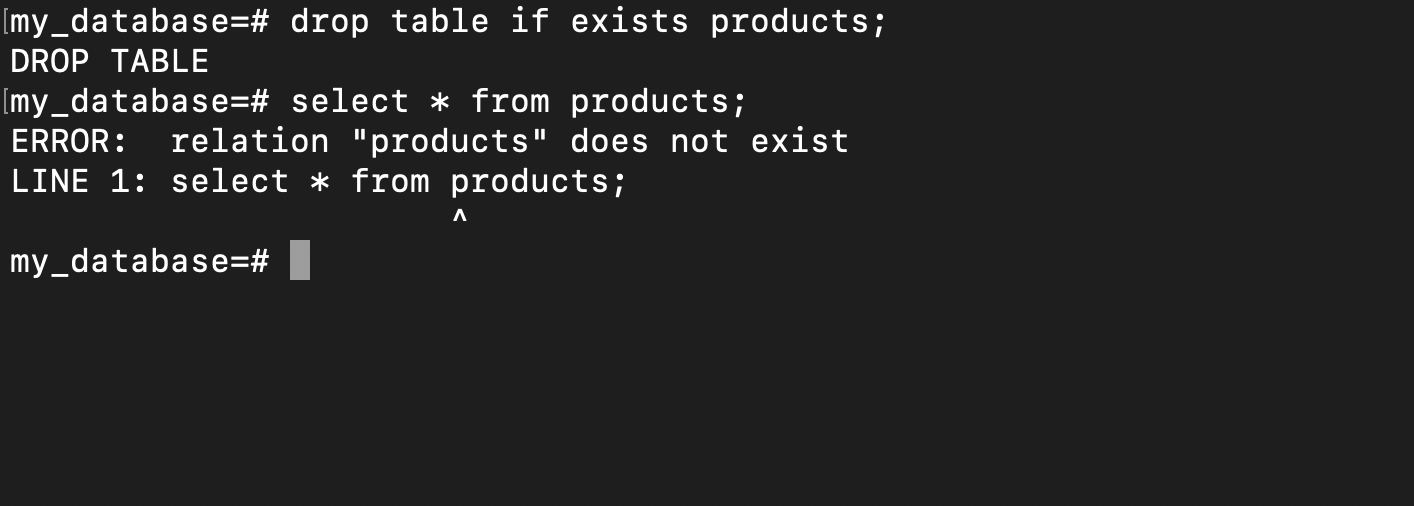 [my_database=# drop table if exists products;
DROP TABLE
[my_database=# select * from products;
ERROR:  relation "products" does not exist
LINE 1: select * from products;
                      ^
my_database=#